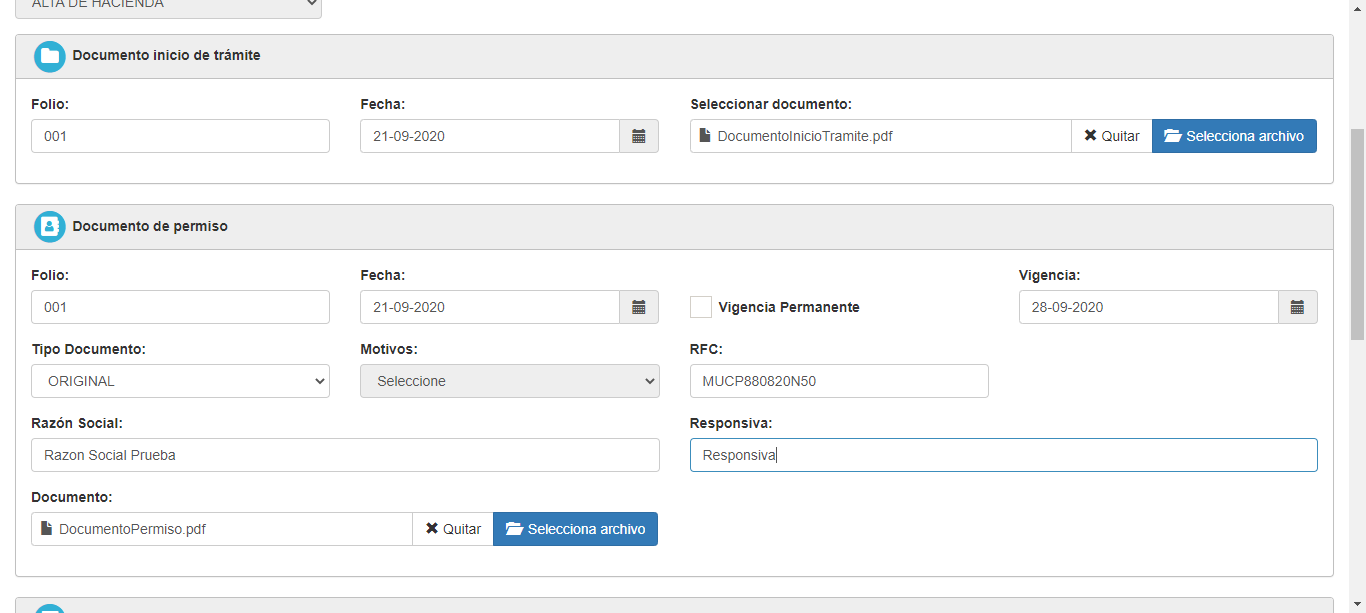 ALTA DE HACIENDA
Documento inicio de trámite
Folio: Fecha: Seleccionar documento:
001 21-09-2020 DocumentoInicioTramite.pdf Quitar Selecciona archivo
Documento de permiso
Folio: Fecha: Vigencia:
001 21-09-2020 Vigencia Permanente 28-09-2020
Tipo Documento: Motivos: RFC:
ORIGINAL Seleccione MUCP880820N50
Razón Social: Responsiva:
Razon Social Prueba Responsiva
Documento:
DocumentoPermiso.pdf Quitar Selecciona archivo